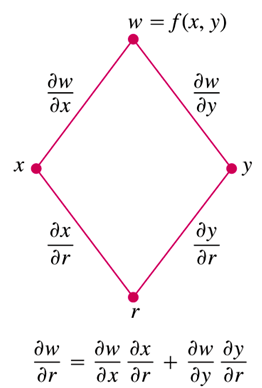 w = f(x, y)
∂w/∂x ∂w/∂y
x y
∂x/∂r ∂y/∂r
r
∂w/∂r = ∂w/∂x ∂x/∂r + ∂w/∂y ∂y/∂r